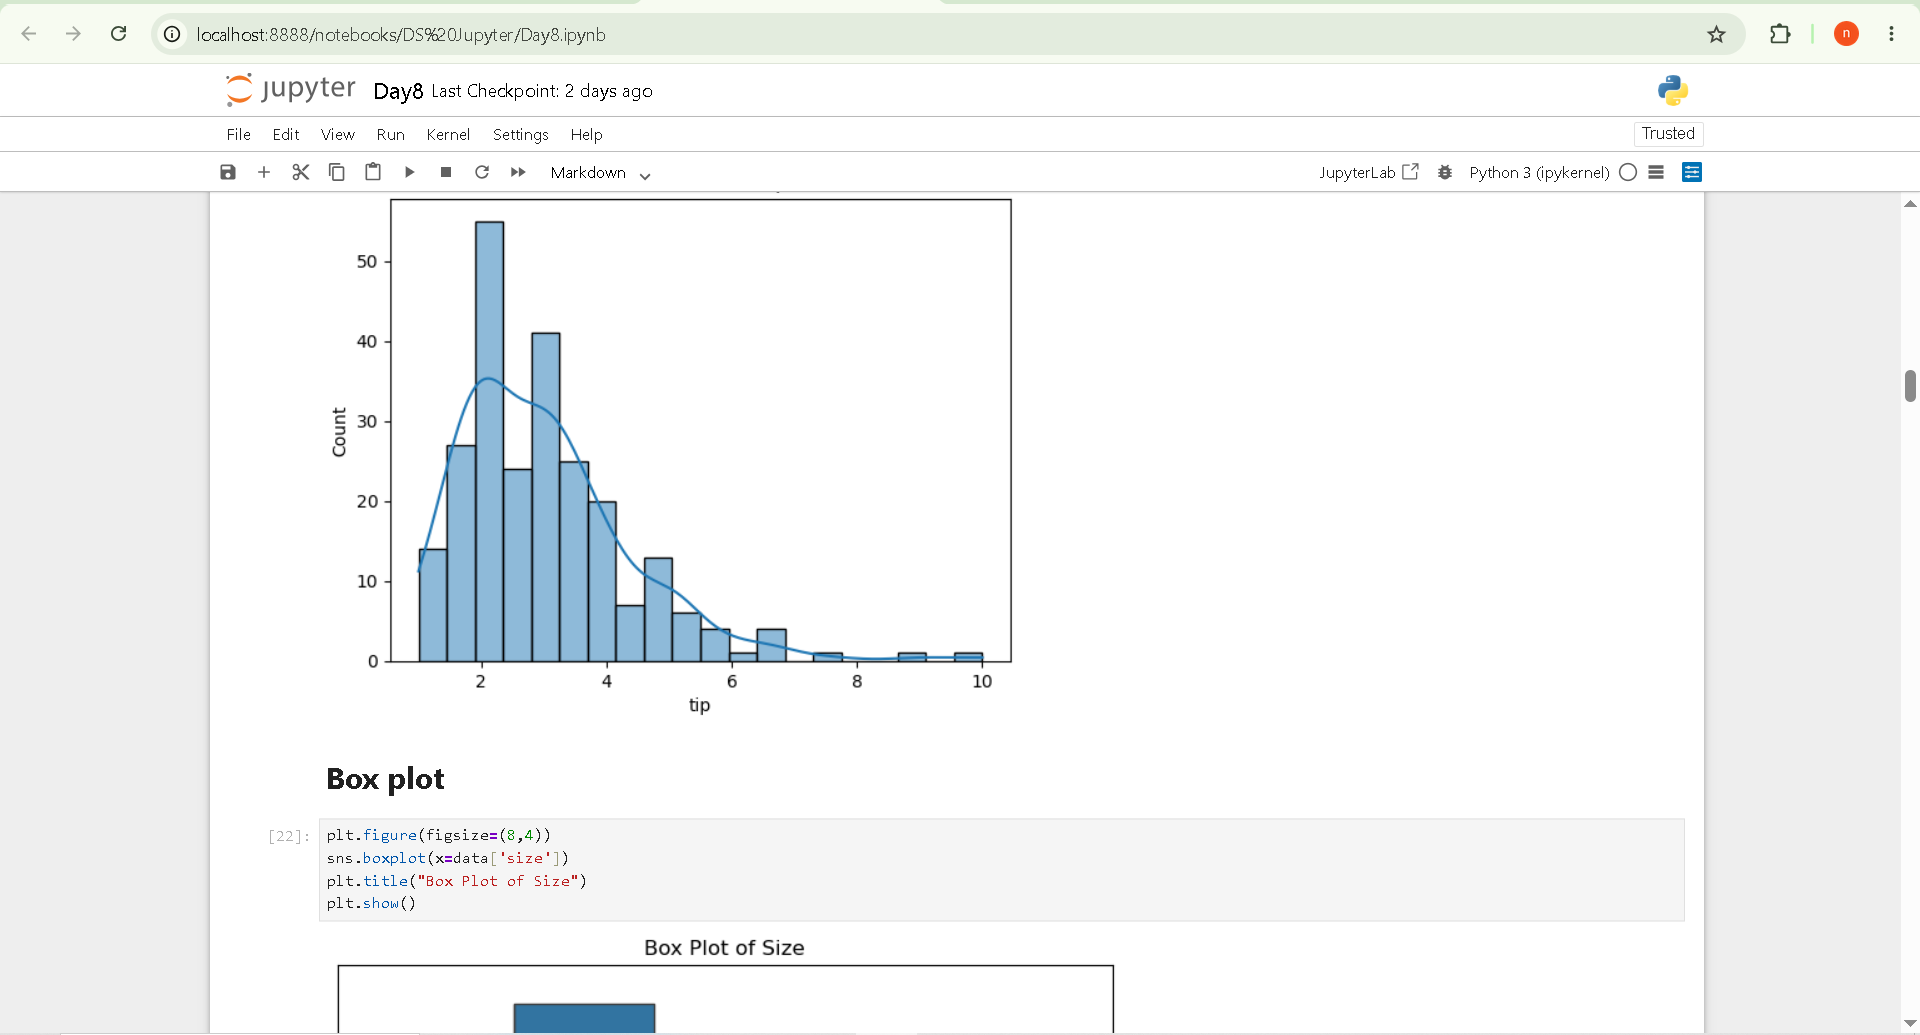 localhost:8888/notebooks/DS%20Jupyter/Day8.ipynb
n
jupyter Day8 Last Checkpoint: 2 days ago
File Edit View Run Kernel Settings Help
Trusted
Markdown
JupyterLab
Python 3 (ipykernel)
50
40
30
20
10
0
Count
2 4 6 8 10
tip
Box plot
[22]:
plt.figure(figsize=(8,4))
sns.boxplot(x=data['size'])
plt.title("Box Plot of Size")
plt.show()
Box Plot of Size